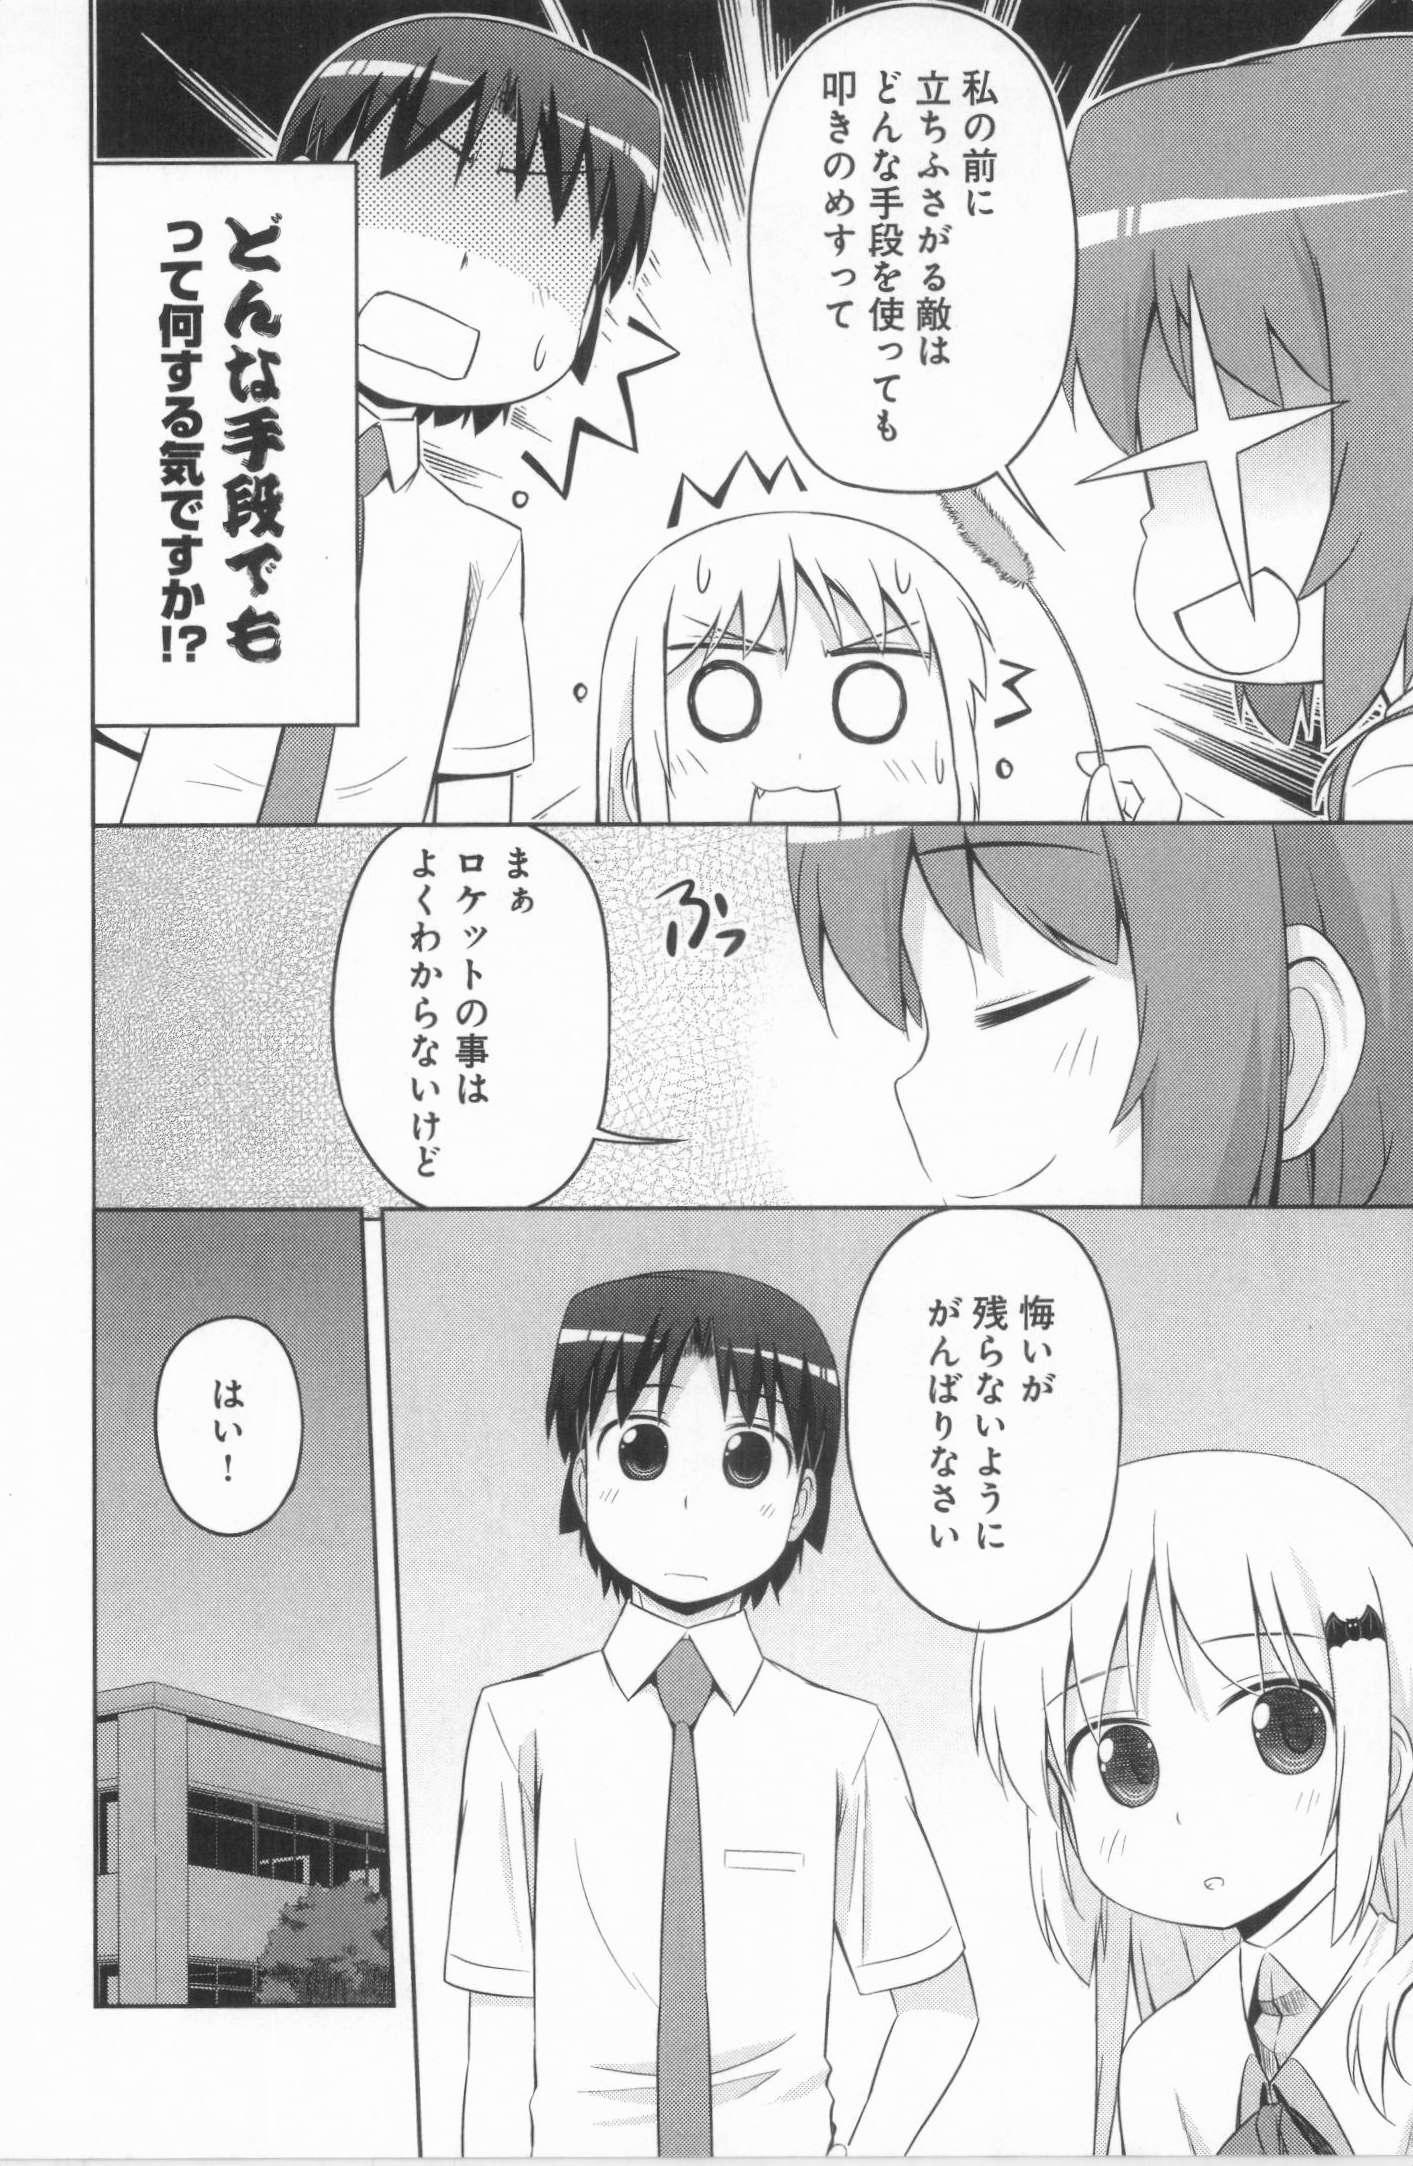 私の前に
立ちふさがる敵は
どんな手段を使っても
叩きのめすって
どんな手段でも
って何する気ですか!?
ふっ
まぁ
ロケットの事は
よくわからないけど
悔いが
残らないように
がんばりなさい
はい!